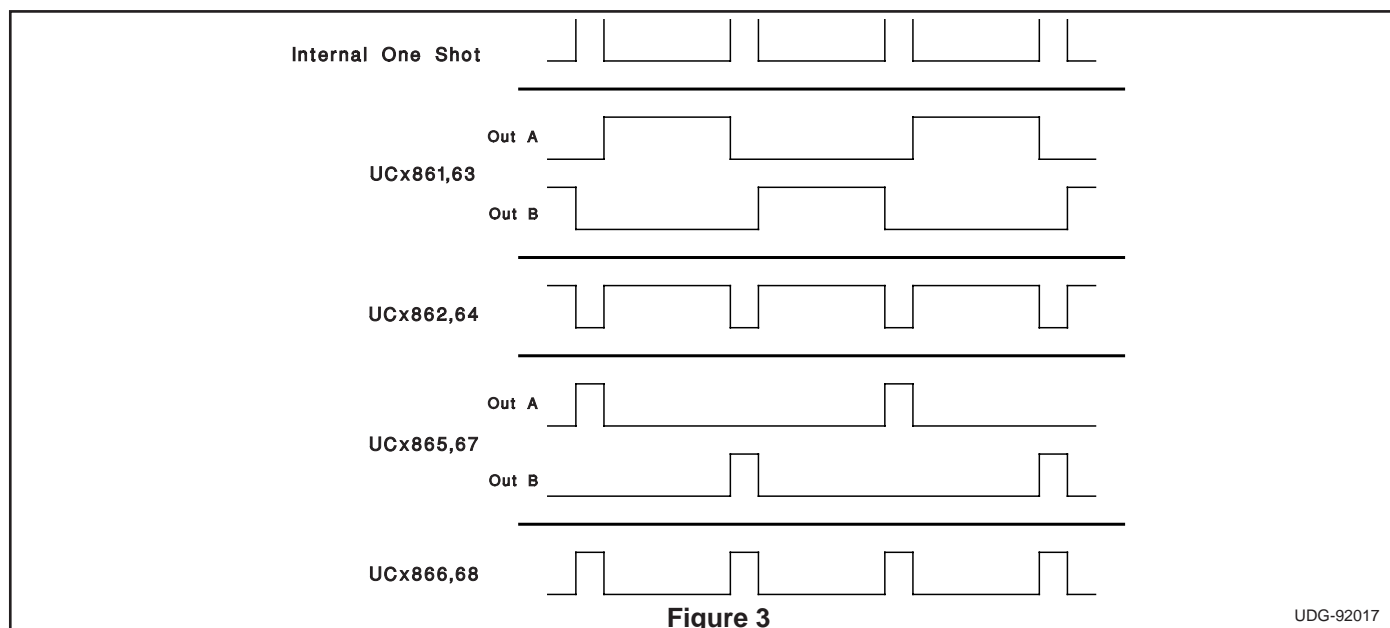 Internal One Shot
Out A
UCx861,63
Out B
UCx862,64
Out A
UCx865,67
Out B
UCx866,68
Figure 3
UDG-92017